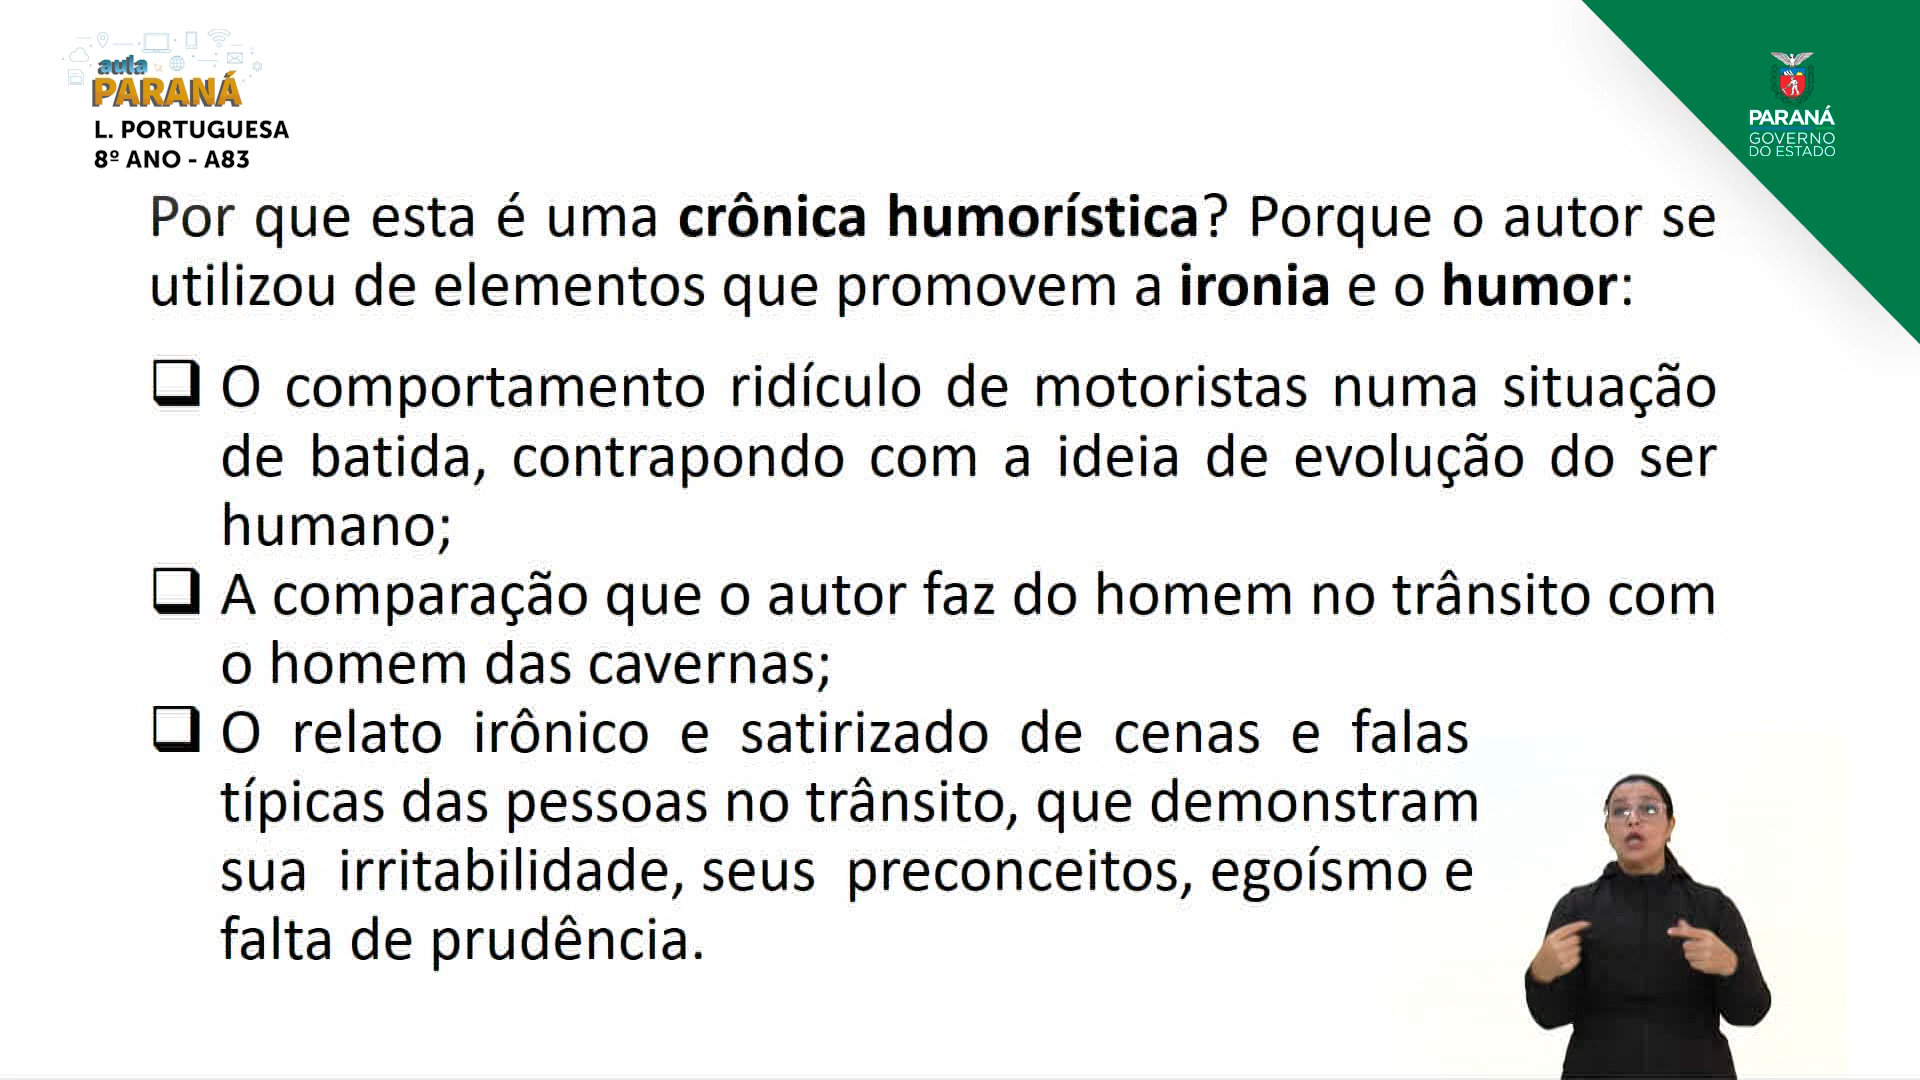 aula
PARANÁ
L. PORTUGUESA
8º ANO - A83
PARANÁ
GOVERNO
DO ESTADO
Por que esta é uma crônica humorística? Porque o autor se
utilizou de elementos que promovem a ironia e o humor:
O comportamento ridículo de motoristas numa situação
de batida, contrapondo com a ideia de evolução do ser
humano;
A comparação que o autor faz do homem no trânsito com
o homem das cavernas;
O relato irônico e satirizado de cenas e falas
típicas das pessoas no trânsito, que demonstram
sua irritabilidade, seus preconceitos, egoísmo e
falta de prudência.